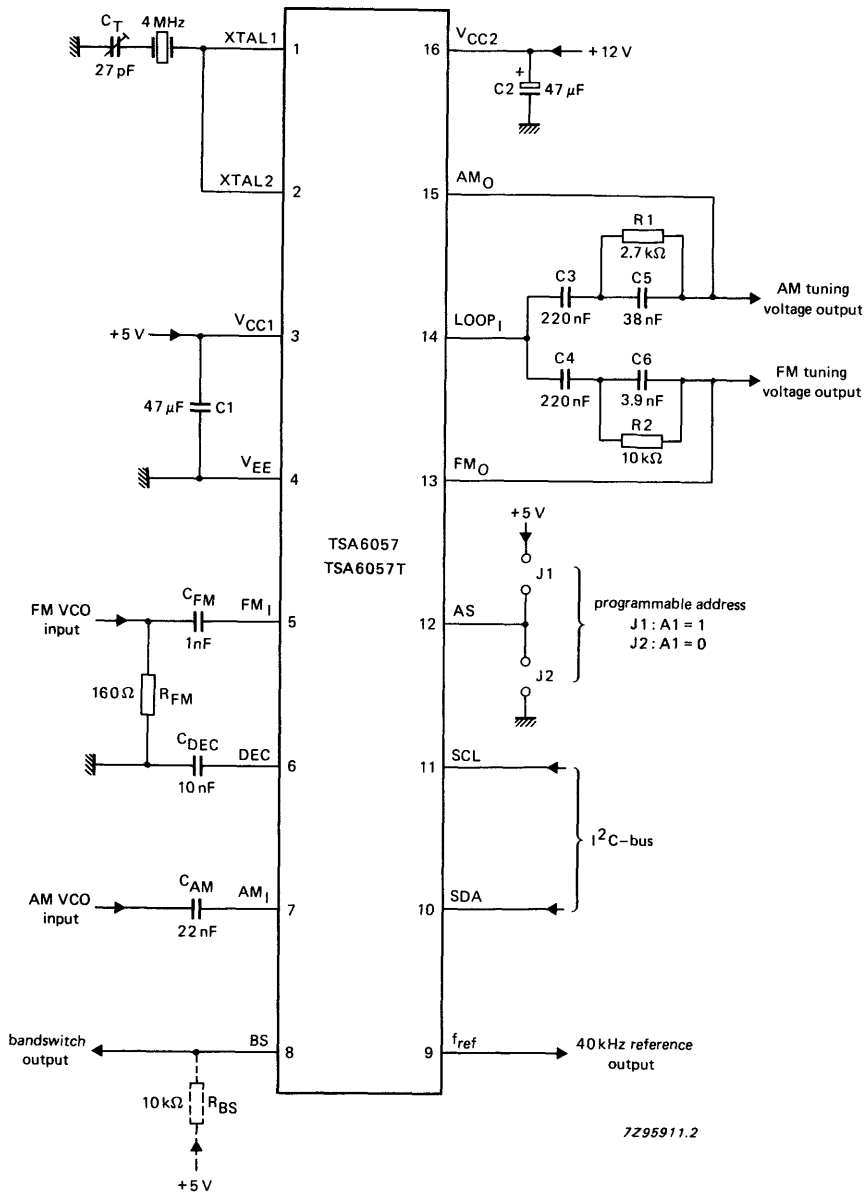 C_T
4 MHz
27 pF
XTAL1
1
XTAL2
2
+5 V
V_CC1
3
47 µF
C1
V_EE
4
FM VCO
input
C_FM
1nF
FM_I
5
160 Ω
R_FM
C_DEC
10 nF
DEC
6
AM VCO
input
C_AM
22 nF
AM_I
7
bandswitch
output
BS
8
10 kΩ
R_BS
+5 V
TSA6057
TSA6057T
16
V_CC2
+12 V
+
C2
47 µF
15
AM_O
R1
2.7 kΩ
C3
C5
220 nF
38 nF
AM tuning
voltage output
14
LOOP_I
C4
C6
220 nF
3.9 nF
R2
10 kΩ
FM tuning
voltage output
13
FM_O
+5 V
J1
12
AS
J2
programmable address
J1 : A1 = 1
J2 : A1 = 0
11
SCL
I²C-bus
10
SDA
9
f_ref
40 kHz reference
output
7Z95911.2